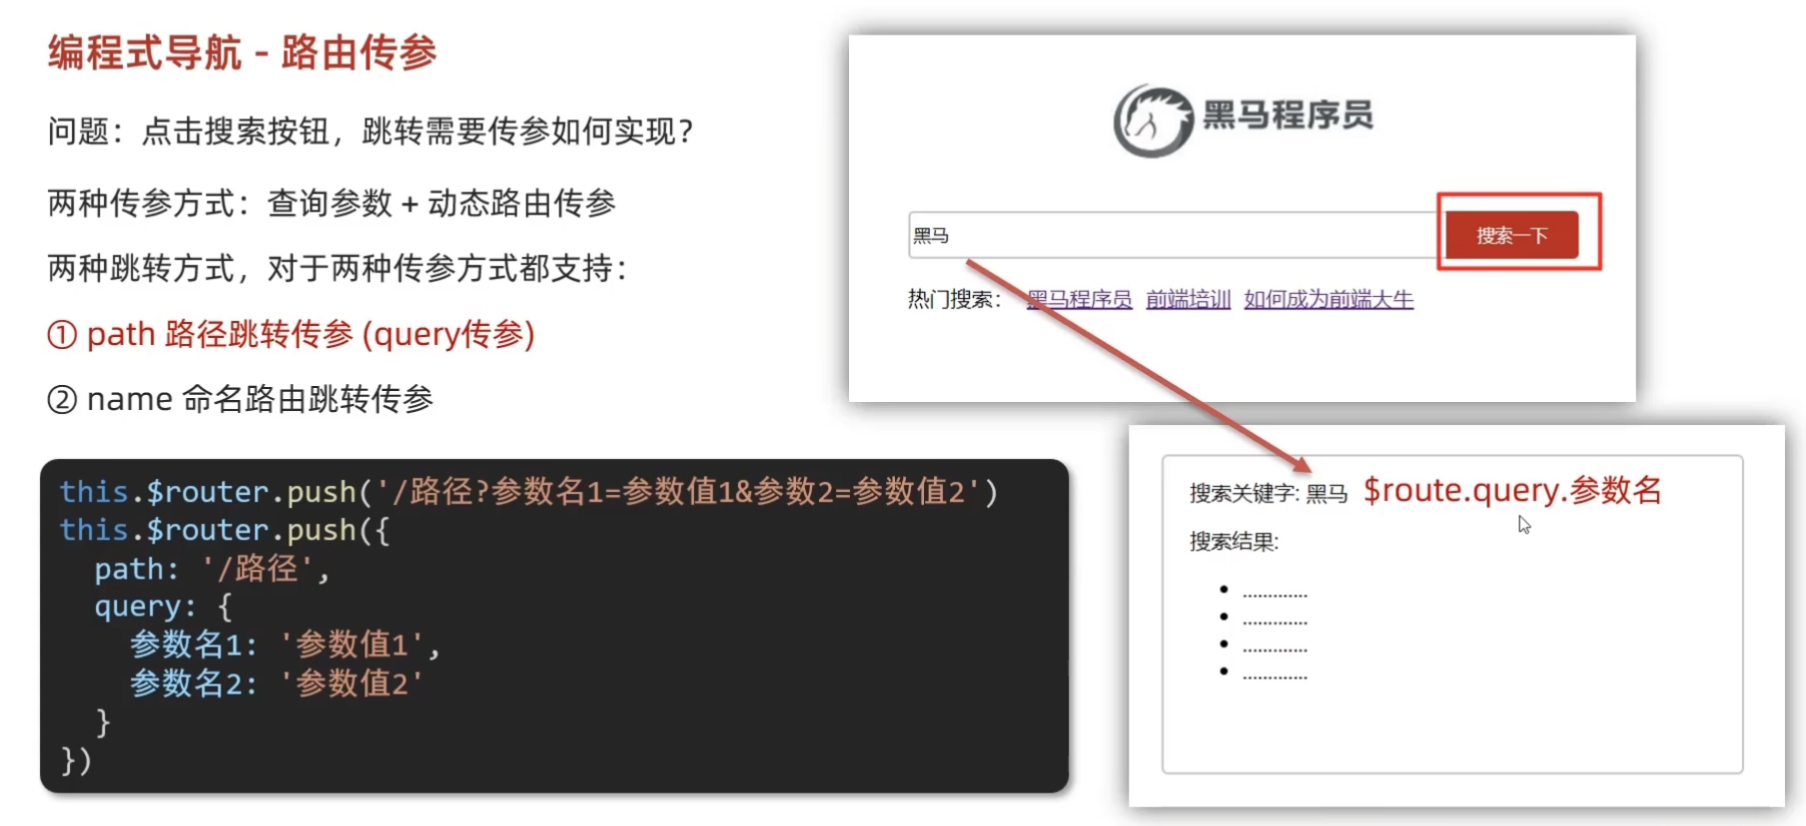 编程式导航 - 路由传参
问题：点击搜索按钮，跳转需要传参如何实现？
两种传参方式：查询参数 + 动态路由传参
两种跳转方式，对于两种传参方式都支持：
① path 路径跳转传参 (query传参)
② name 命名路由跳转传参
this.$router.push('/路径?参数名1=参数值1&参数2=参数值2')
this.$router.push({
  path: '/路径',
  query: {
    参数名1: '参数值1',
    参数名2: '参数值2'
  }
})
黑马程序员
黑马
搜索一下
热门搜索： 黑马程序员 前端培训 如何成为前端大牛
搜索关键字: 黑马 $route.query.参数名
搜索结果:
• .............
• .............
• .............
• .............